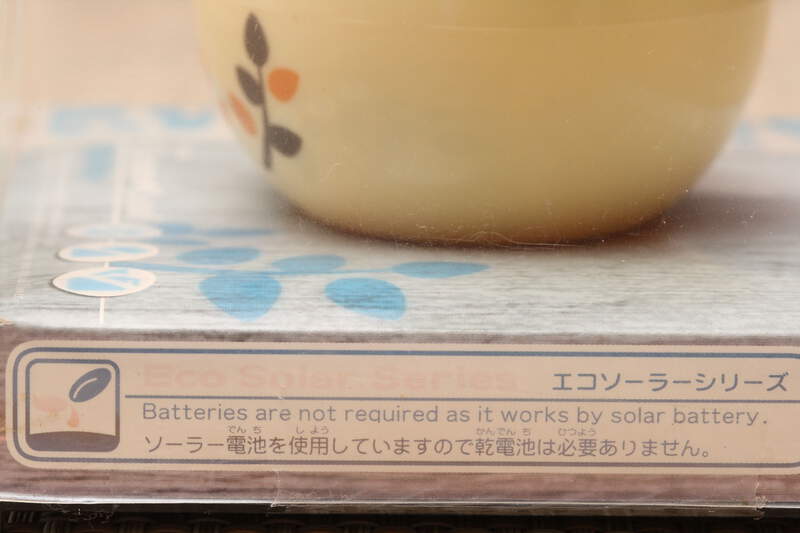 Eco Solar Series エコソーラーシリーズ
Batteries are not required as it works by solar battery.
でんち しよう かんでんち ひつよう
ソーラー電池を使用していますので乾電池は必要ありません。